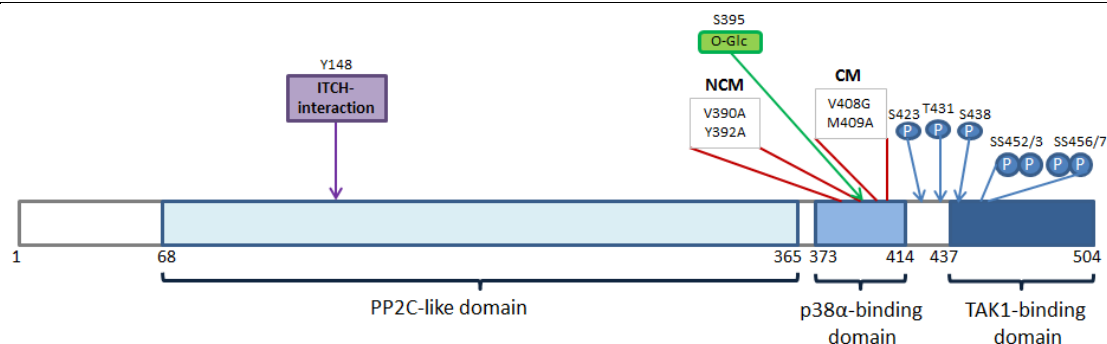 S395
O-Glc
Y148
ITCH-
interaction
NCM
V390A
Y392A
CM
V408G
M409A
S423
T431
S438
P
P
P
SS452/3
SS456/7
P
P
P
P
1
68
365
373
414
437
504
PP2C-like domain
p38α-binding
domain
TAK1-binding
domain